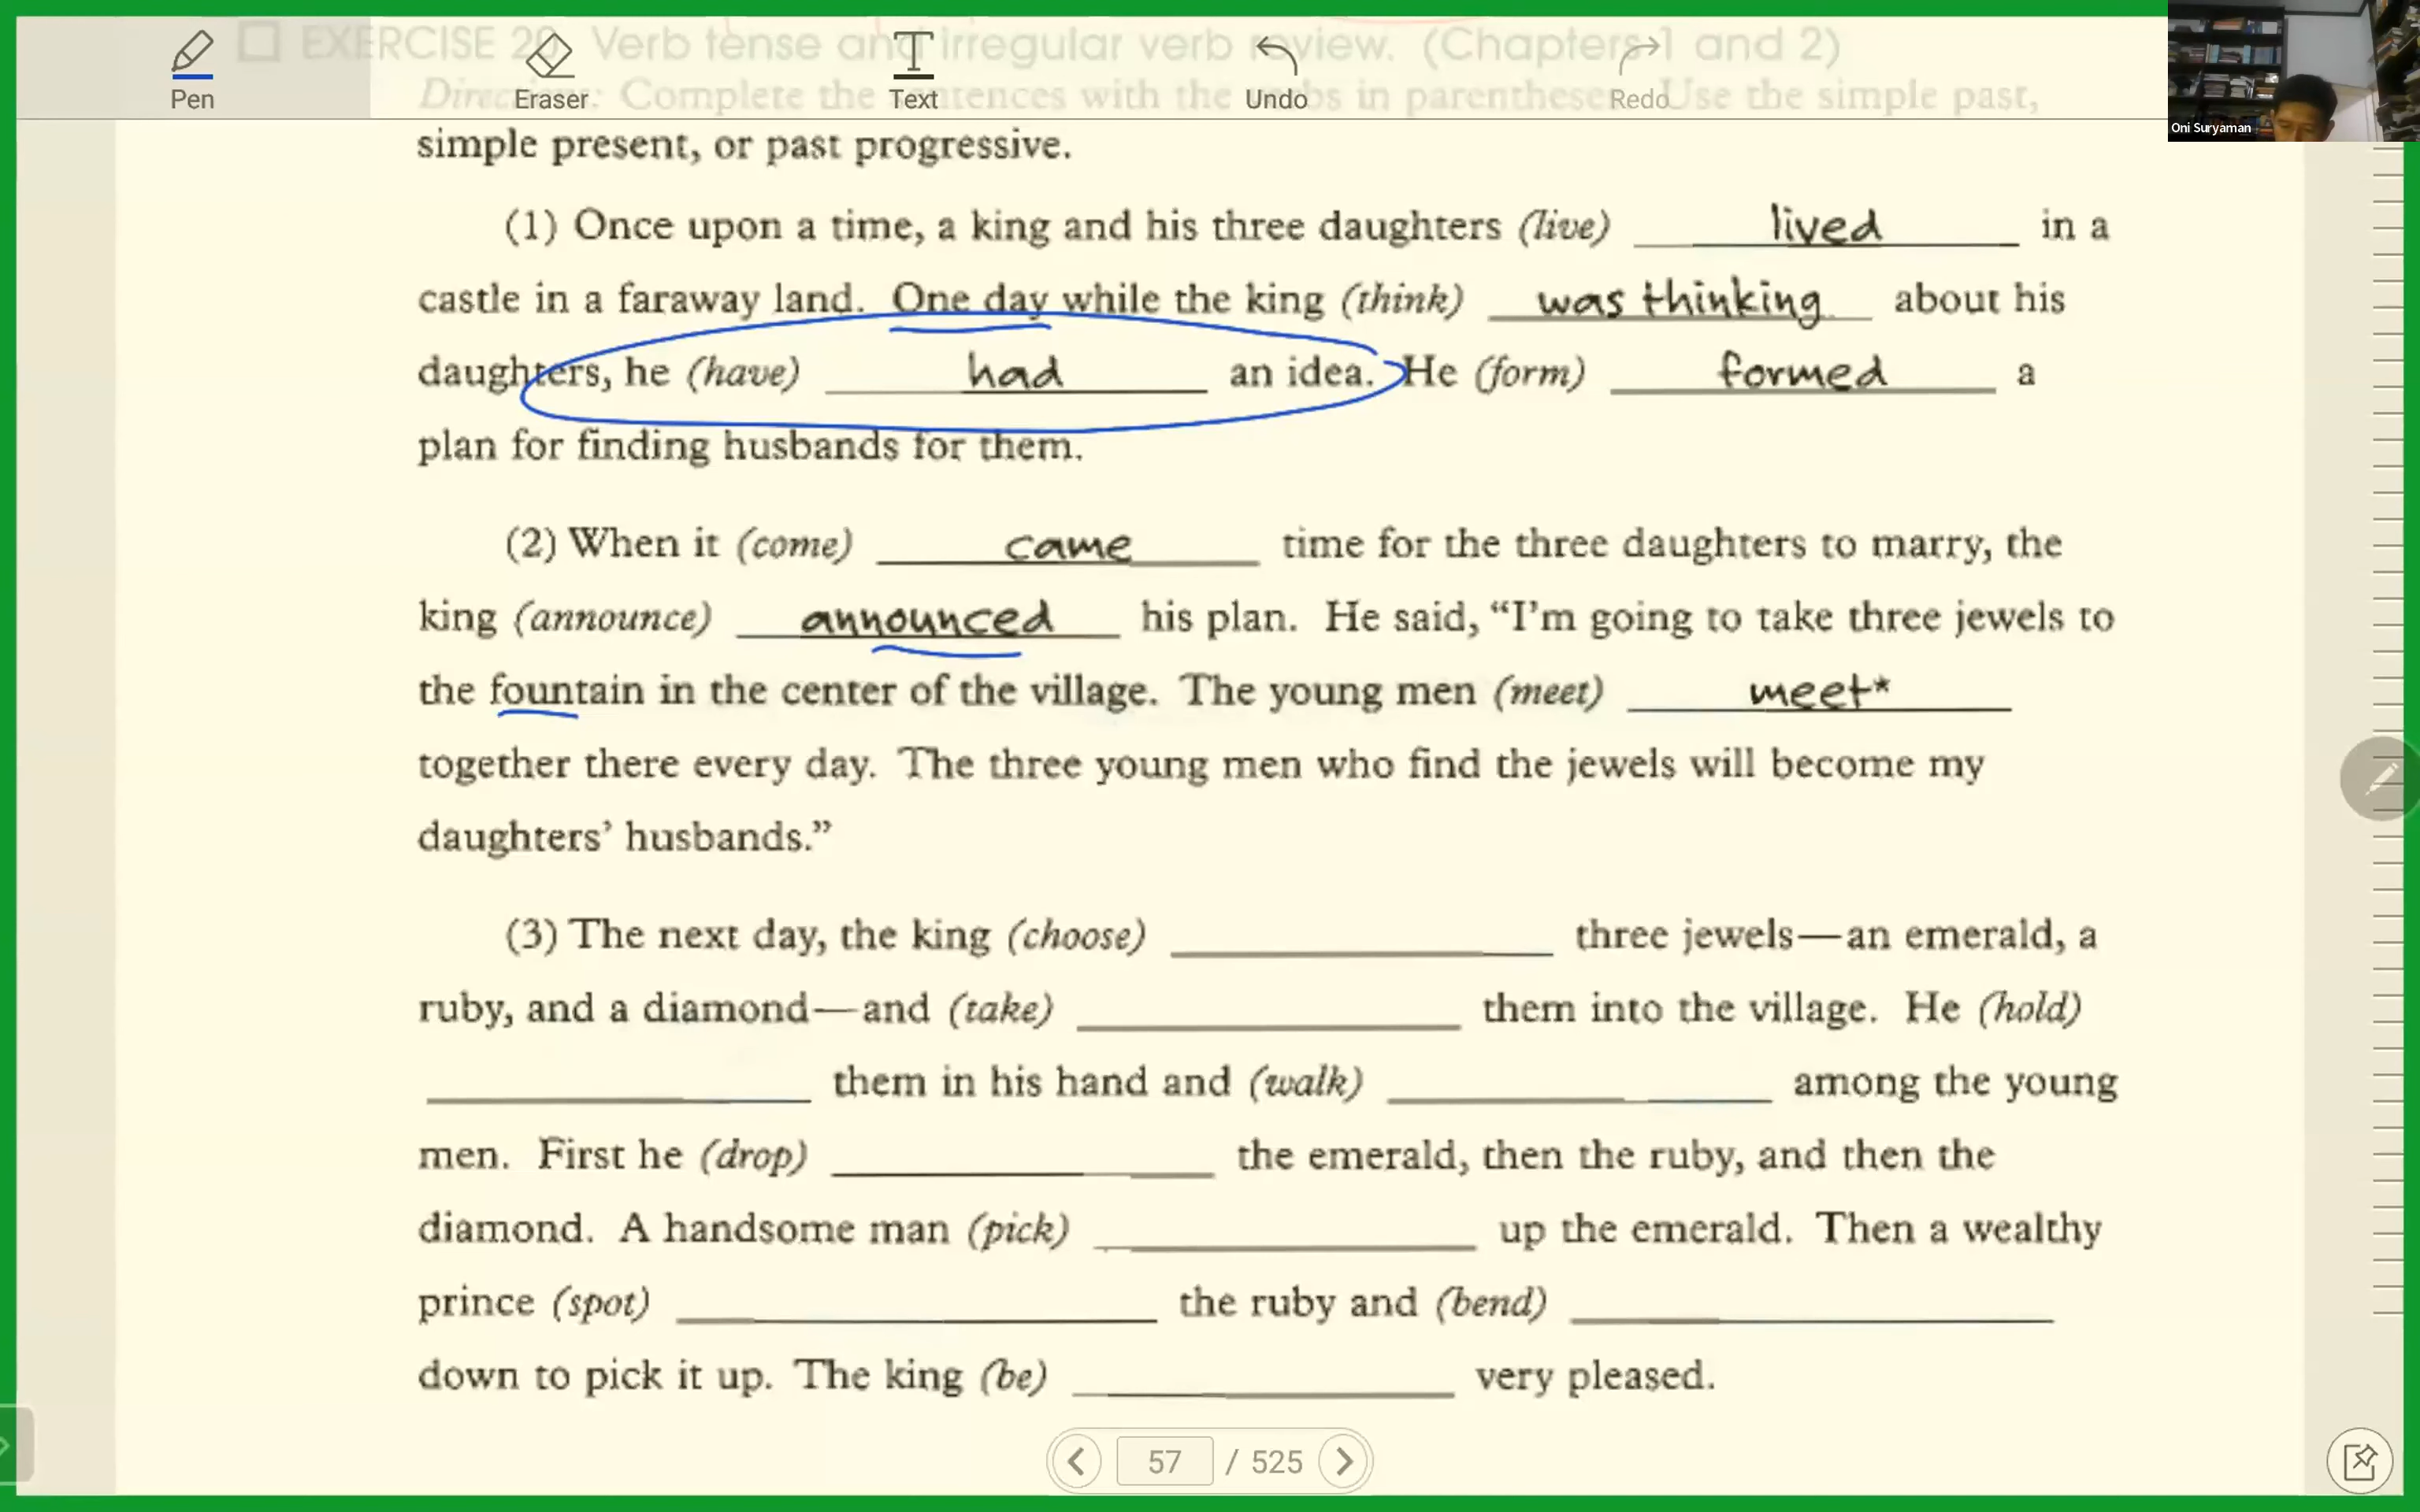 EXERCISE 20. Verb tense and irregular verb review. (Chapters 1 and 2)
Pen
Eraser
Text
Undo
Redo
Directions: Complete the sentences with the verbs in parentheses. Use the simple past,
Oni Suryaman
simple present, or past progressive.
(1) Once upon a time, a king and his three daughters (live) lived in a
castle in a faraway land. One day while the king (think) was thinking about his
daughters, he (have) had an idea. He (form) formed a
plan for finding husbands for them.
(2) When it (come) came time for the three daughters to marry, the
king (announce) announced his plan. He said, “I’m going to take three jewels to
the fountain in the center of the village. The young men (meet) meet*
together there every day. The three young men who find the jewels will become my
daughters’ husbands.”
(3) The next day, the king (choose) ____________ three jewels—an emerald, a
ruby, and a diamond—and (take) ____________ them into the village. He (hold)
____________ them in his hand and (walk) ____________ among the young
men. First he (drop) ____________ the emerald, then the ruby, and then the
diamond. A handsome man (pick) ____________ up the emerald. Then a wealthy
prince (spot) ____________ the ruby and (bend) ____________
down to pick it up. The king (be) ____________ very pleased.
57 / 525